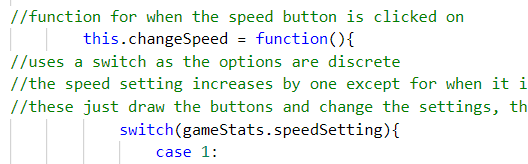 //function for when the speed button is clicked on
this.changeSpeed = function(){
//uses a switch as the options are discrete
//the speed setting increases by one except for when it i
//these just draw the buttons and change the settings, th
switch(gameStats.speedSetting){
case 1: